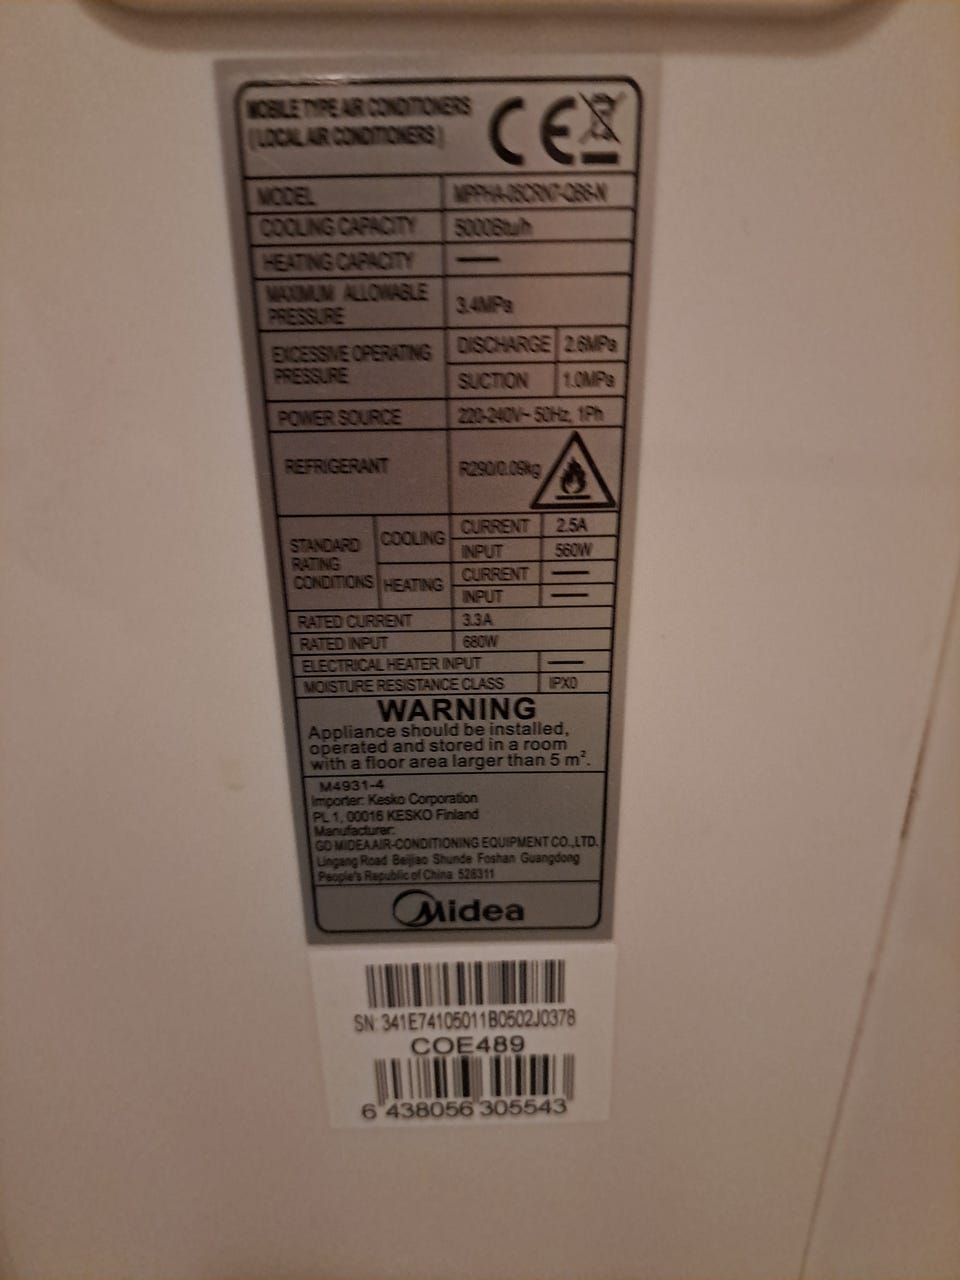 MOBILE TYPE AIR CONDITIONERS
( LOCAL AIR CONDITIONERS )
CE
MODEL MPPHA-05CRN7-QB6-N
COOLING CAPACITY 5000Btu/h
HEATING CAPACITY —
MAXIMUM ALLOWABLE PRESSURE 3.4MPa
EXCESSIVE OPERATING PRESSURE DISCHARGE 2.6MPa
SUCTION 1.0MPa
POWER SOURCE 220-240V~ 50Hz, 1Ph
REFRIGERANT R290/0.09kg
STANDARD RATING CONDITIONS COOLING CURRENT 2.5A
INPUT 560W
HEATING CURRENT —
INPUT —
RATED CURRENT 3.3A
RATED INPUT 680W
ELECTRICAL HEATER INPUT —
MOISTURE RESISTANCE CLASS IPX0
WARNING
Appliance should be installed,
operated and stored in a room
with a floor area larger than 5 m².
M4931-4
Importer: Kesko Corporation
PL 1, 00016 KESKO Finland
Manufacturer:
GD MIDEA AIR-CONDITIONING EQUIPMENT CO.,LTD.
Lingang Road Beijiao Shunde Foshan Guangdong
People's Republic of China 528311
Midea
SN: 341E74105011B0502J0378
COE489
6 438056 305543